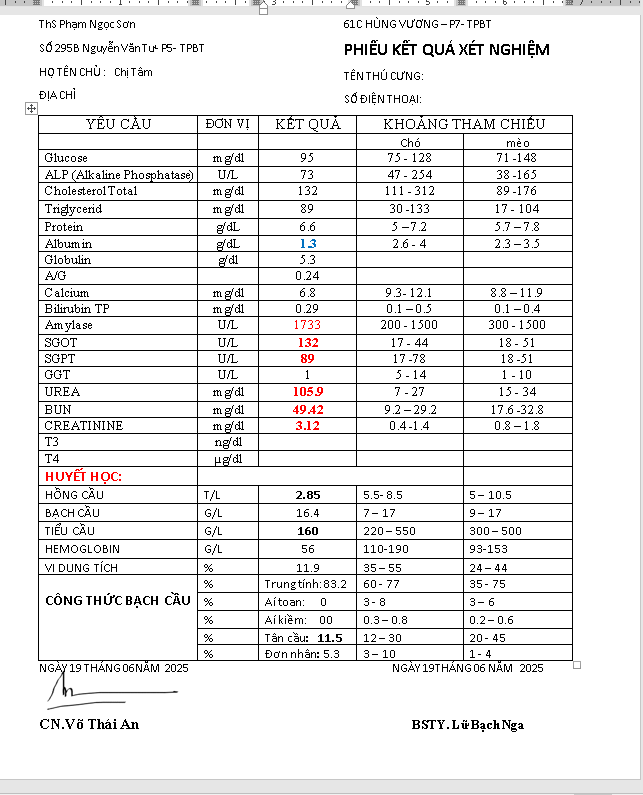 ThS Phạm Ngọc Sơn 61C HÙNG VƯƠNG – P7- TPBT
SỐ 295B Nguyễn Văn Tư- P5- TPBT PHIẾU KẾT QUẢ XÉT NGHIỆM
HỌ TÊN CHỦ : Chị Tâm TÊN THÚ CƯNG:
ĐỊA CHỈ SỐ ĐIỆN THOẠI:
YÊU CẦU ĐƠN VỊ KẾT QUẢ KHOẢNG THAM CHIẾU
Chó mèo
Glucose mg/dl 95 75 - 128 71 -148
ALP (Alkaline Phosphatase) U/L 73 47 - 254 38 -165
Cholesterol Total mg/dl 132 111 - 312 89 -176
Triglycerid mg/dl 89 30 -133 17 - 104
Protein g/dL 6.6 5 –7.2 5.7 – 7.8
Albumin g/dL 1.3 2.6 - 4 2.3 – 3.5
Globulin g/dl 5.3
A/G 0.24
Calcium mg/dl 6.8 9.3- 12.1 8.8 – 11.9
Bilirubin TP mg/dl 0.29 0.1 – 0.5 0.1 – 0.4
Amylase U/L 1733 200 - 1500 300 - 1500
SGOT U/L 132 17 - 44 18 - 51
SGPT U/L 89 17 -78 18 -51
GGT U/L 1 5 - 14 1 - 10
UREA mg/dl 105.9 7 - 27 15 - 34
BUN mg/dl 49.42 9.2 – 29.2 17.6 -32.8
CREATININE mg/dl 3.12 0.4 -1.4 0.8 – 1.8
T3 ng/dl
T4 µg/dl
HUYẾT HỌC:
HỒNG CẦU T/L 2.85 5.5- 8.5 5 – 10.5
BẠCH CẦU G/L 16.4 7 – 17 9 – 17
TIỂU CẦU G/L 160 220 – 550 300 – 500
HEMOGLOBIN G/L 56 110-190 93-153
VI DUNG TÍCH % 11.9 35 – 55 24 – 44
% Trung tính: 83.2 60 - 77 35 - 75
CÔNG THỨC BẠCH CẦU % Aí toan: 0 3- 8 3 – 6
% Aí kiềm: 00 0.3 – 0.8 0.2 – 0.6
% Tân cầu: 11.5 12 – 30 20 - 45
% Đơn nhân: 5.3 3 – 10 1- 4
NGÀY 19 THÁNG 06 NĂM 2025 NGÀY 19 THÁNG 06 NĂM 2025
CN.Võ Thái An BSTY. Lữ Bạch Nga